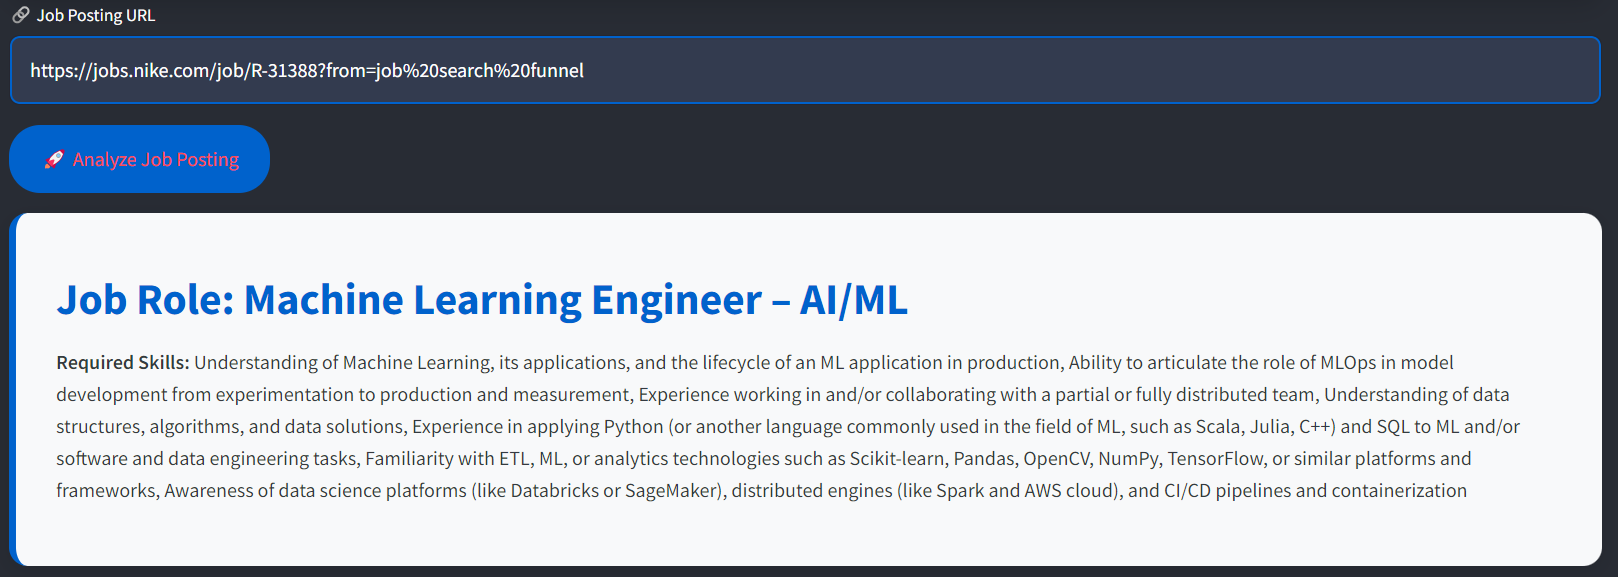 🔗 Job Posting URL
https://jobs.nike.com/job/R-31388?from=job%20search%20funnel
🚀 Analyze Job Posting
Job Role: Machine Learning Engineer – AI/ML
Required Skills: Understanding of Machine Learning, its applications, and the lifecycle of an ML application in production, Ability to articulate the role of MLOps in model
development from experimentation to production and measurement, Experience working in and/or collaborating with a partial or fully distributed team, Understanding of data
structures, algorithms, and data solutions, Experience in applying Python (or another language commonly used in the field of ML, such as Scala, Julia, C++) and SQL to ML and/or
software and data engineering tasks, Familiarity with ETL, ML, or analytics technologies such as Scikit-learn, Pandas, OpenCV, NumPy, TensorFlow, or similar platforms and
frameworks, Awareness of data science platforms (like Databricks or SageMaker), distributed engines (like Spark and AWS cloud), and CI/CD pipelines and containerization